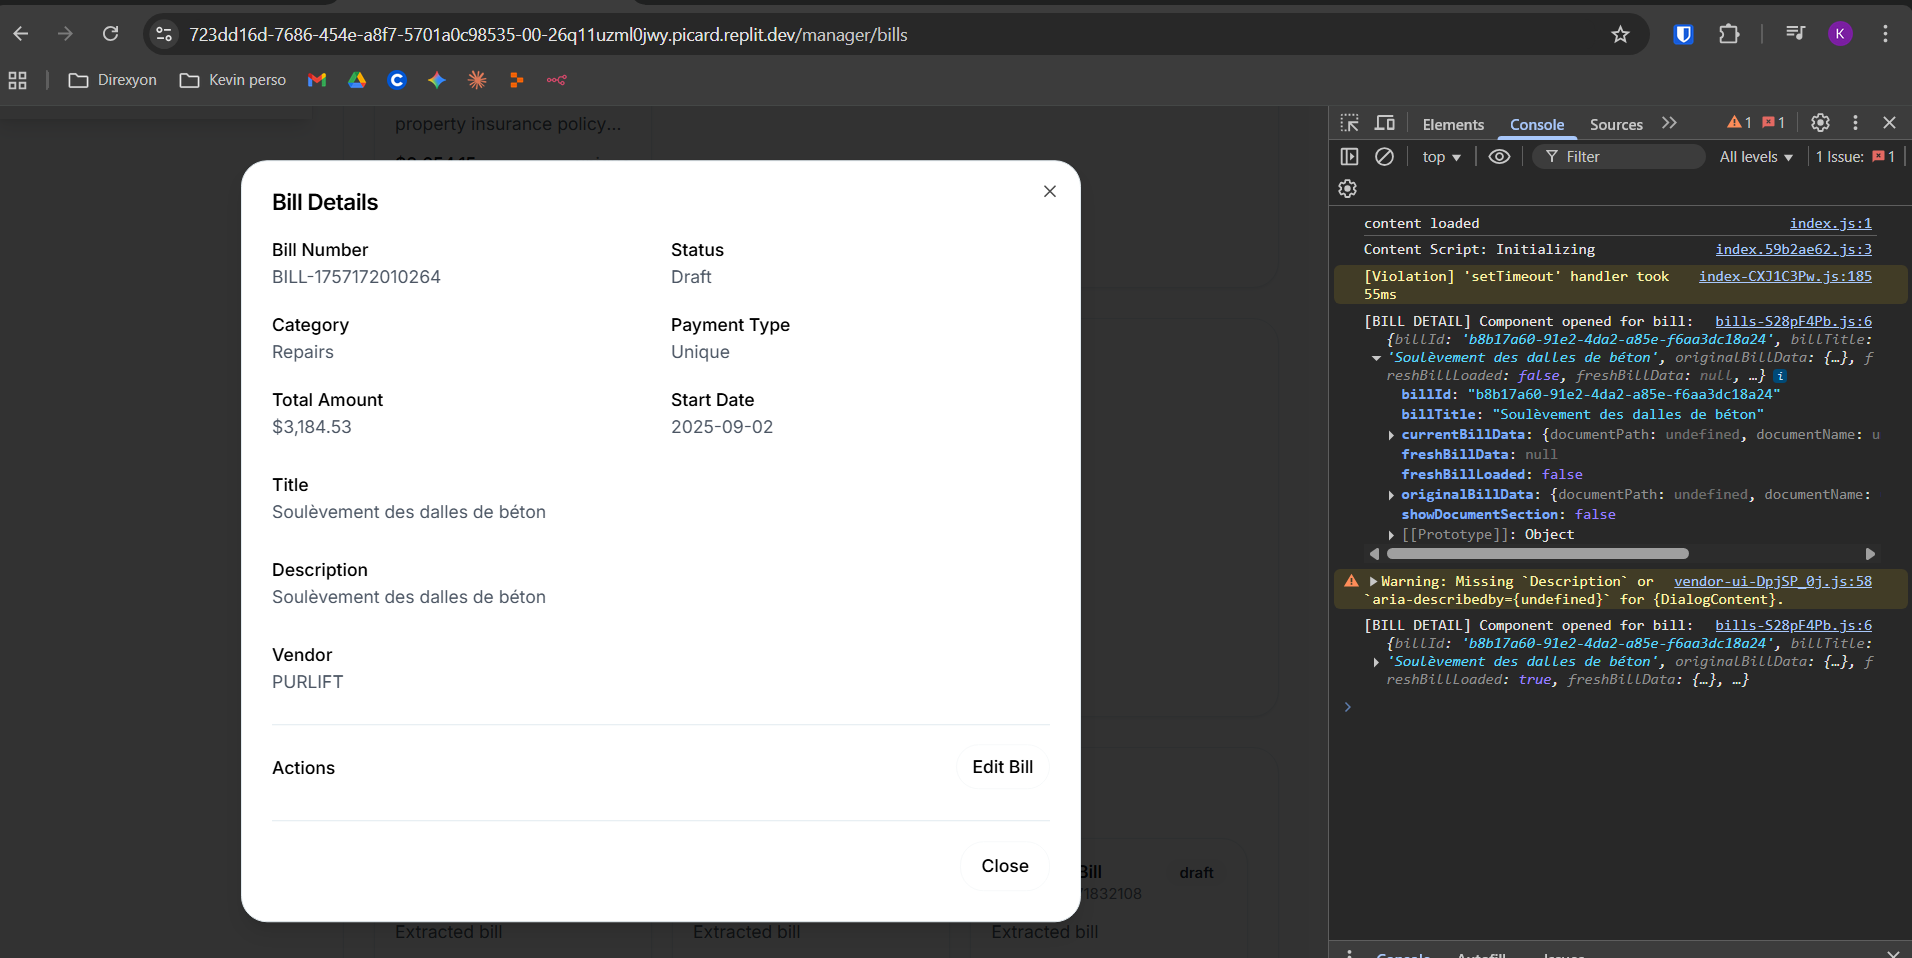 723dd16d-7686-454e-a8f7-5701a0c98535-00-26q11uzml0jwy.picard.replit.dev/manager/bills
K
Direxyon
Kevin perso
property insurance policy...
Bill Details
Bill Number
Status
BILL-1757172010264
Draft
Category
Payment Type
Repairs
Unique
Total Amount
Start Date
$3,184.53
2025-09-02
Title
Soulèvement des dalles de béton
Description
Soulèvement des dalles de béton
Vendor
PURLIFT
Actions
Edit Bill
Close
Bill
draft
71832108
Extracted bill
Extracted bill
Extracted bill
Elements
Console
Sources
1
1
top
Filter
All levels
1 Issue:
1
content loaded index.js:1
Content Script: Initializing index.59b2ae62.js:3
[Violation] 'setTimeout' handler took index-CXJ1C3Pw.js:185
55ms
[BILL DETAIL] Component opened for bill: bills-S28pF4Pb.js:6
{billId: 'b8b17a60-91e2-4da2-a85e-f6aa3dc18a24', billTitle:
'Soulèvement des dalles de béton', originalBillData: {…}, f
reshBillLoaded: false, freshBillData: null, …} i
billId: "b8b17a60-91e2-4da2-a85e-f6aa3dc18a24"
billTitle: "Soulèvement des dalles de béton"
currentBillData: {documentPath: undefined, documentName: u
freshBillData: null
freshBillLoaded: false
originalBillData: {documentPath: undefined, documentName:
showDocumentSection: false
[[Prototype]]: Object
Warning: Missing `Description` or vendor-ui-DpjSP_0j.js:58
`aria-describedby={undefined}` for {DialogContent}.
[BILL DETAIL] Component opened for bill: bills-S28pF4Pb.js:6
{billId: 'b8b17a60-91e2-4da2-a85e-f6aa3dc18a24', billTitle:
'Soulèvement des dalles de béton', originalBillData: {…}, f
reshBillLoaded: true, freshBillData: {…}, …}
Console
Autofill
Issues